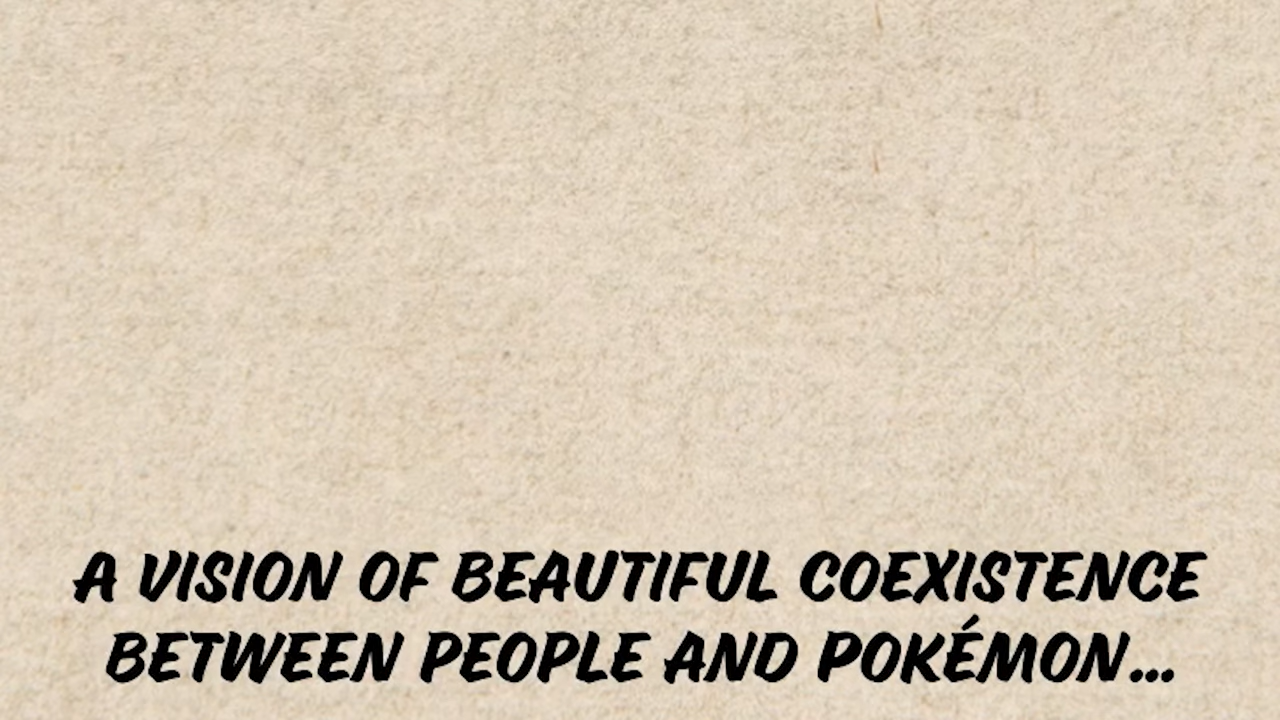 A VISION OF BEAUTIFUL COEXISTENCE
BETWEEN PEOPLE AND POKÉMON...